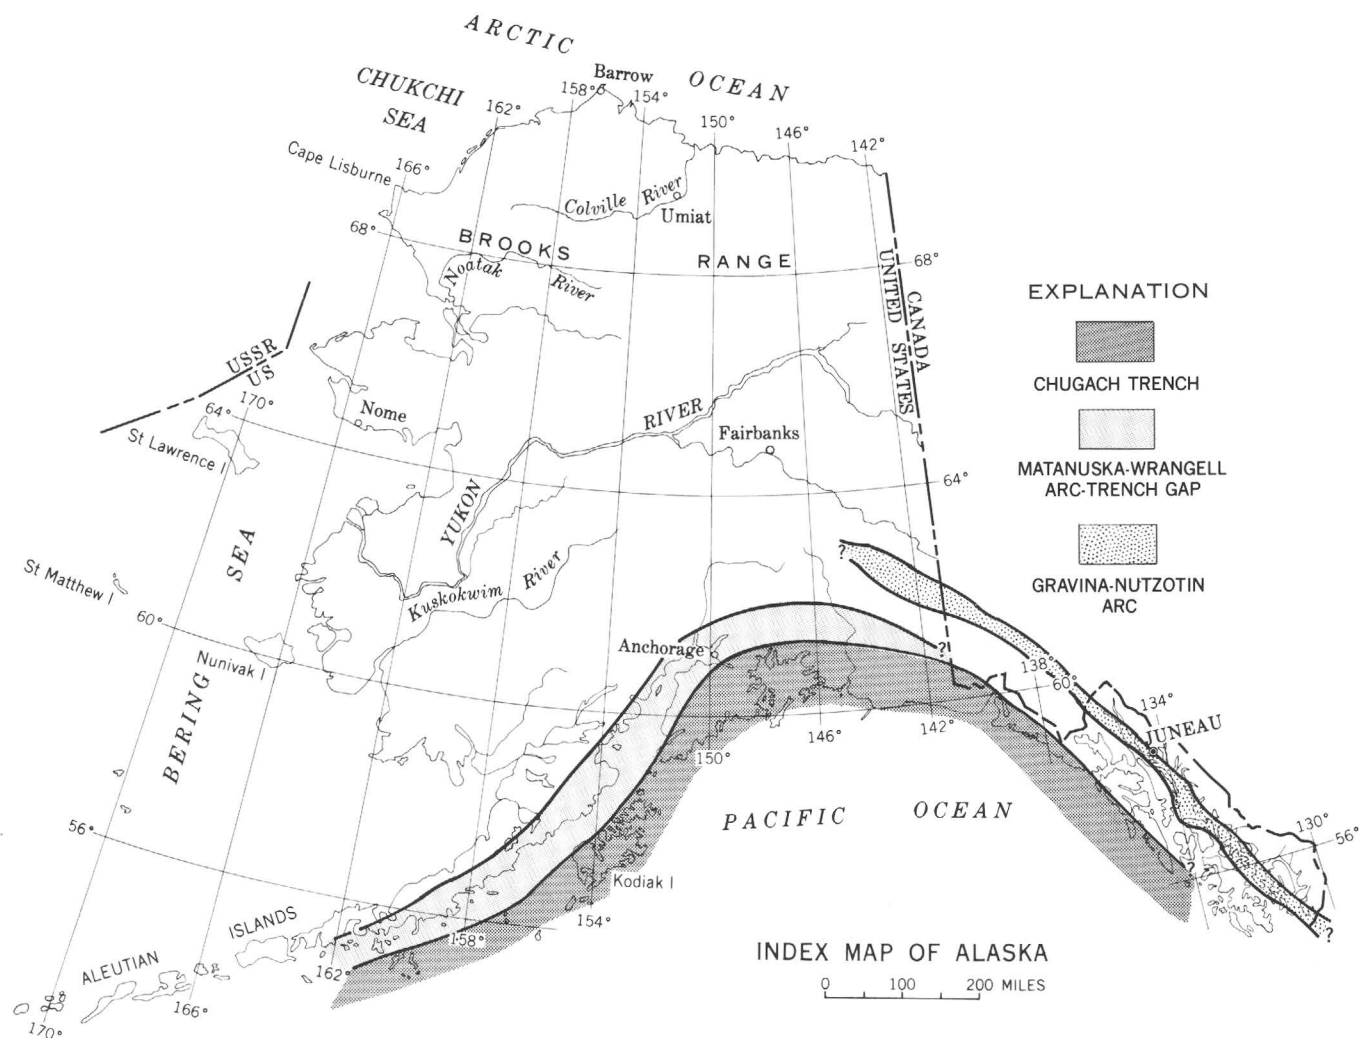 ARCTIC OCEAN
CHUKCHI
SEA
Barrow
162°
158°
154°
150°
146°
142°
Cape Lisburne
166°
Colville River
Umiat
68°
BROOKS RANGE
68°
Noatak
River
UNITED STATES
CANADA
USSR
US
64°
170°
Nome
St Lawrence I
RIVER
Fairbanks
64°
YUKON
SEA
BERING
St Matthew I
60°
Nunivak I
Kuskokwim River
?
Anchorage
?
138°
60°
134°
JUNEAU
150°
146°
142°
PACIFIC OCEAN
56°
130°
56°
?
Kodiak I
154°
158°
162°
?
ALEUTIAN ISLANDS
166°
170°
EXPLANATION
CHUGACH TRENCH
MATANUSKA-WRANGELL
ARC-TRENCH GAP
GRAVINA-NUTZOTIN
ARC
INDEX MAP OF ALASKA
0 100 200 MILES